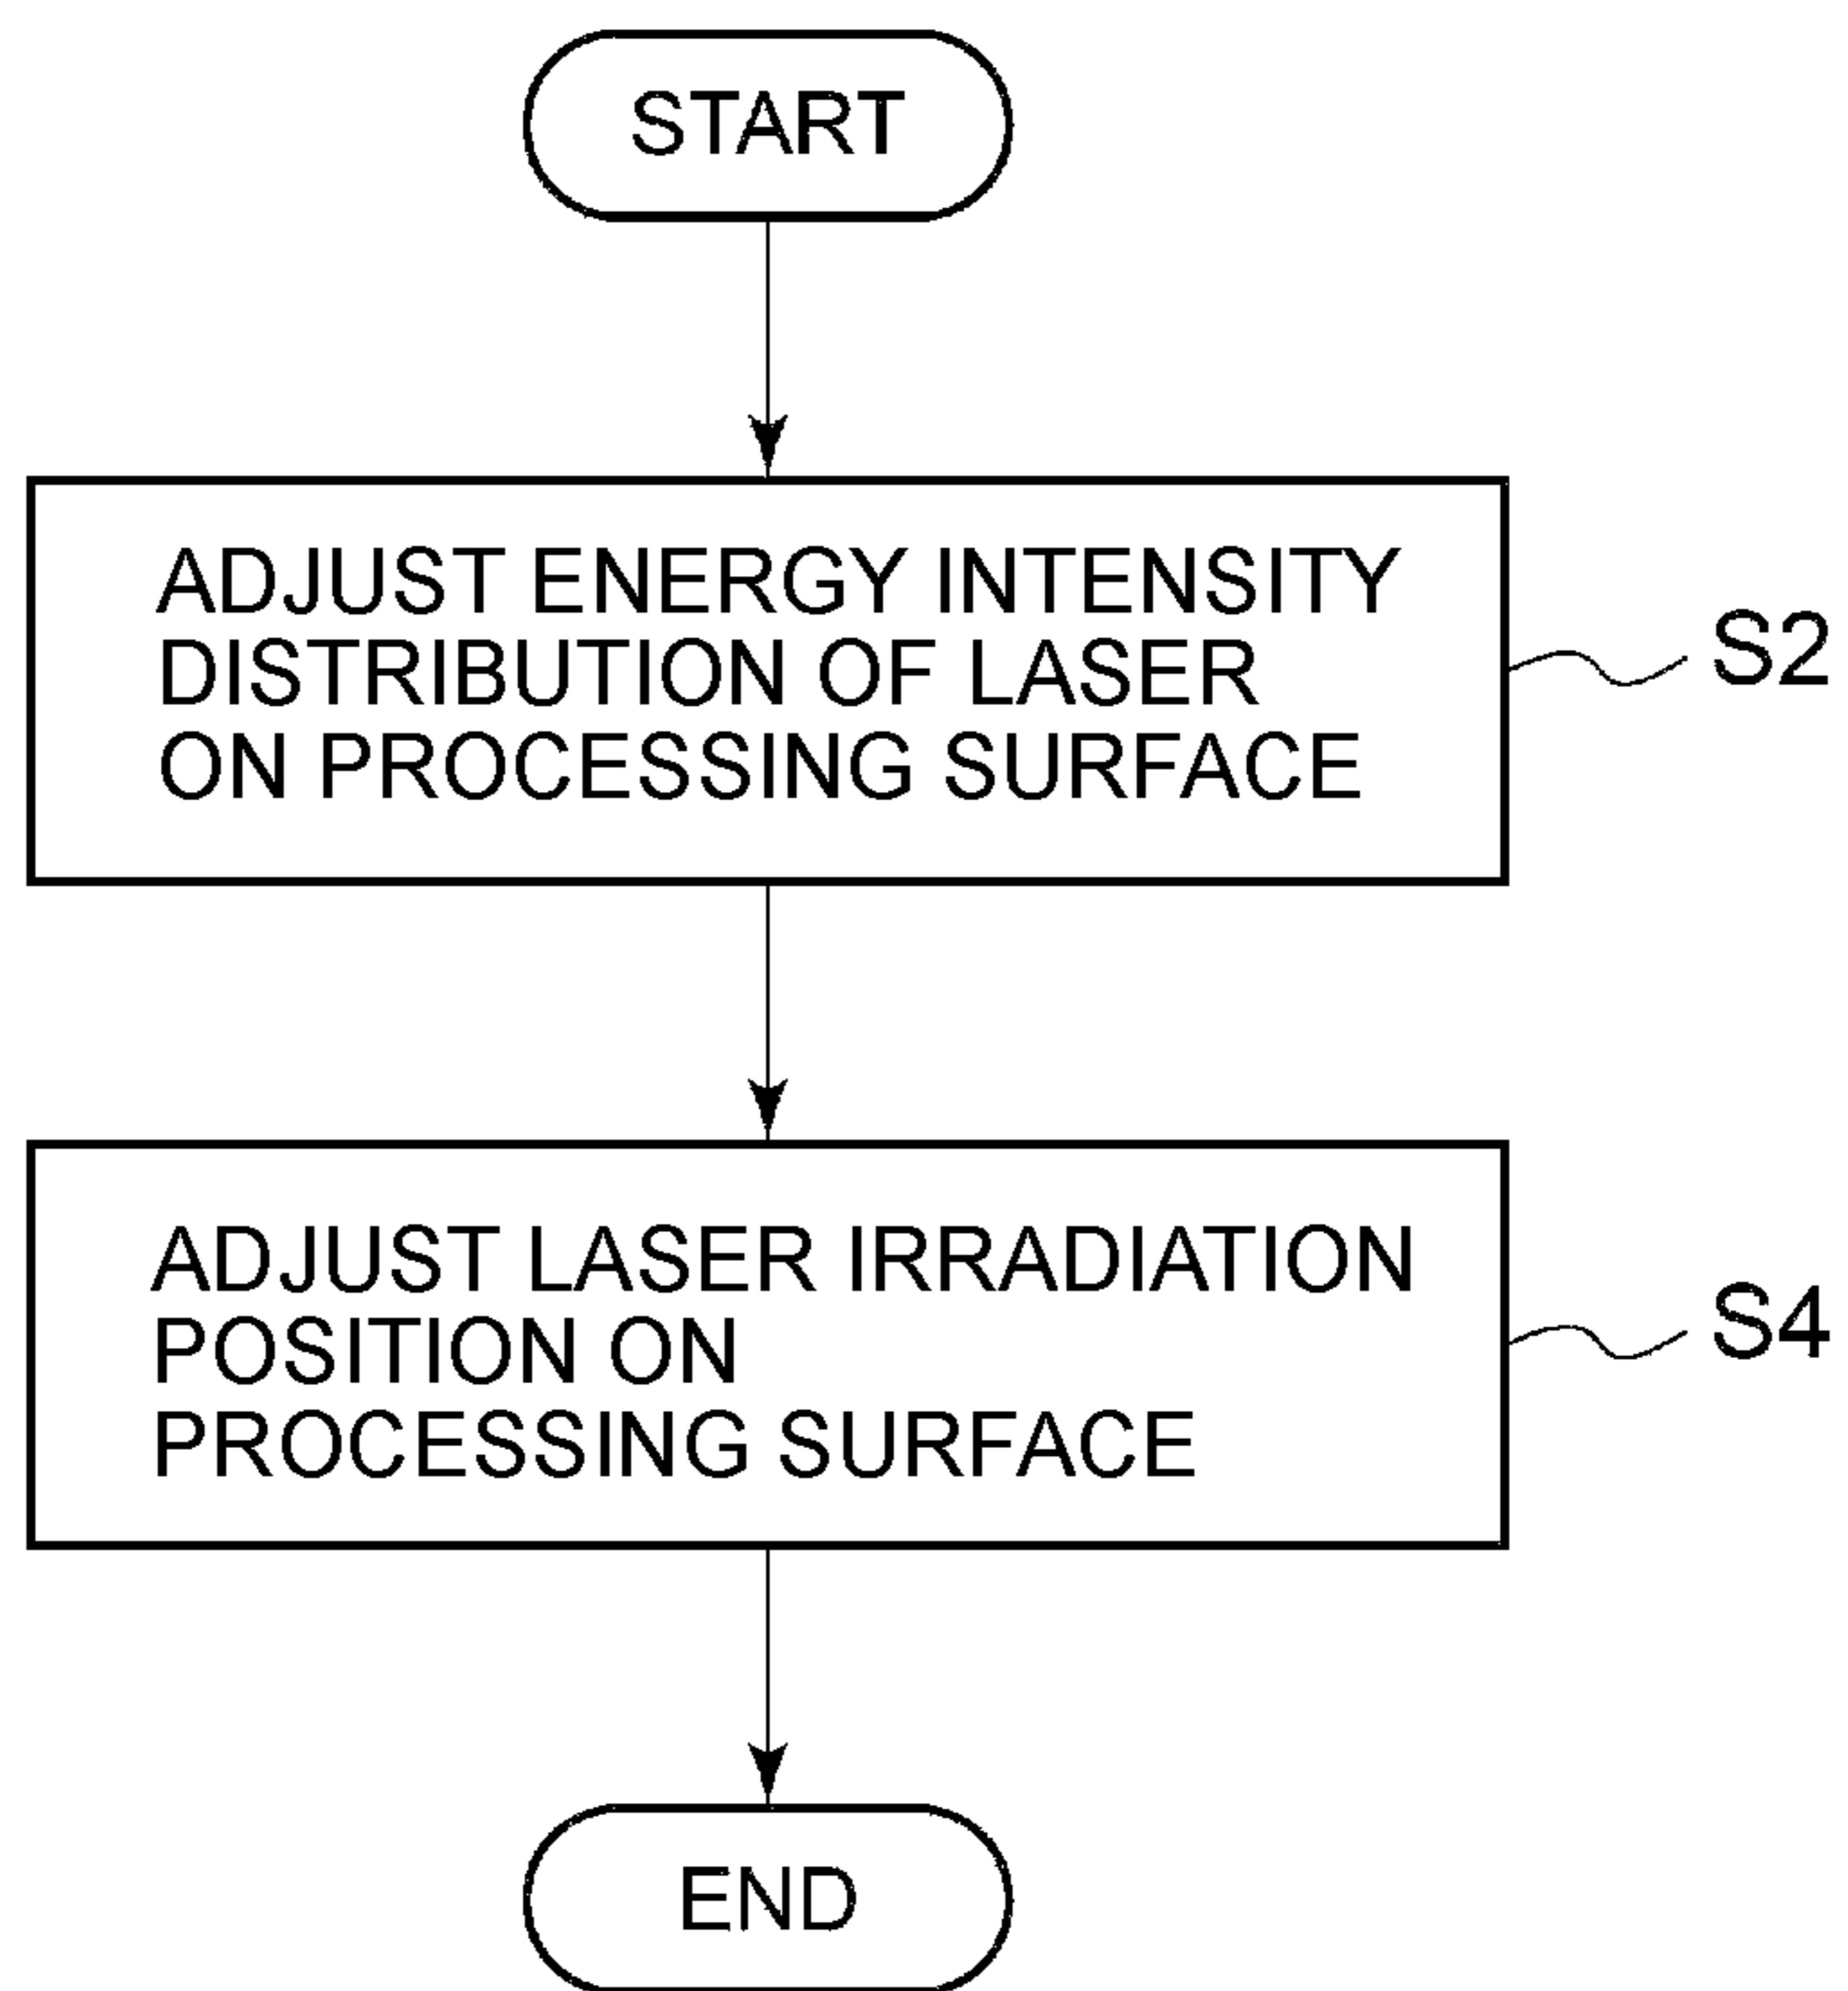 START
ADJUST ENERGY INTENSITY
DISTRIBUTION OF LASER
ON PROCESSING SURFACE
S2
ADJUST LASER IRRADIATION
POSITION ON
PROCESSING SURFACE
S4
END